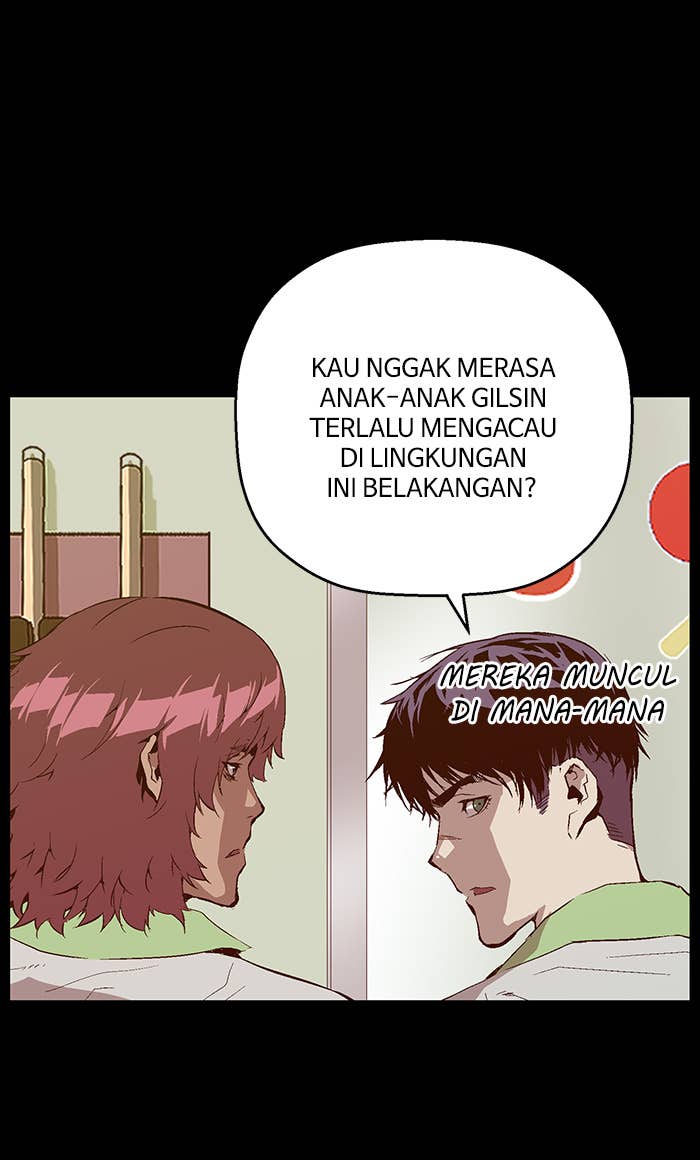 KAU NGGAK MERASA
ANAK-ANAK GILSIN
TERLALU MENGACAU
DI LINGKUNGAN
INI BELAKANGAN?
MEREKA MUNCUL
DI MANA-MANA